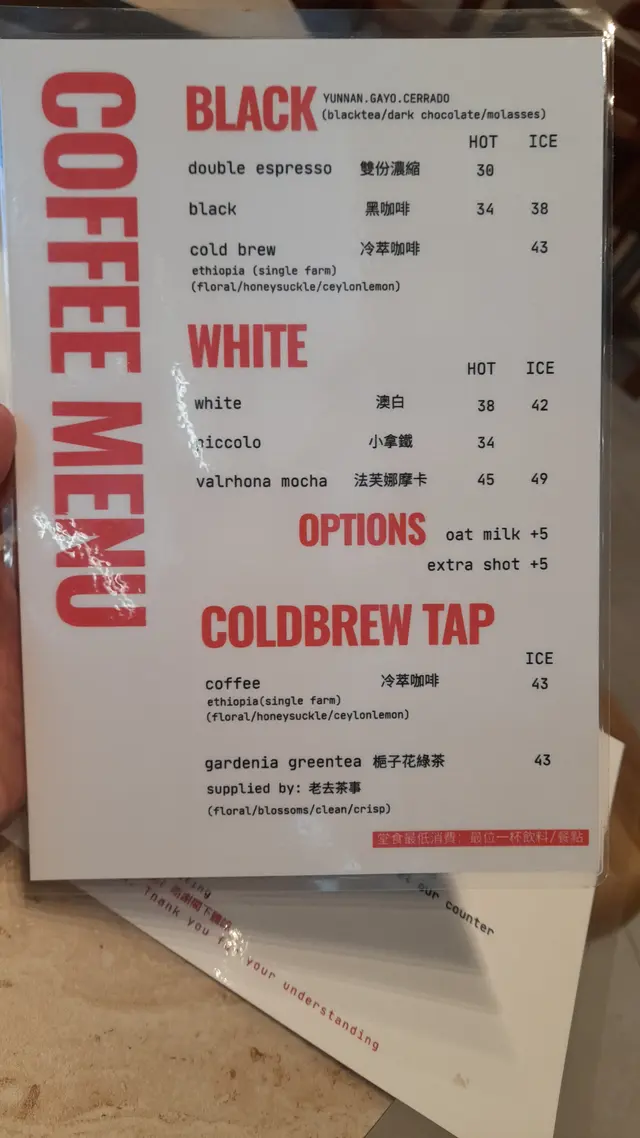 COFFEE MENU
BLACK YUNNAN.GAYO.CERRADO
(blacktea/dark chocolate/molasses)
HOT ICE
double espresso 雙份濃縮 30
black 黑咖啡 34 38
cold brew 冷萃咖啡 43
ethiopia (single farm)
(floral/honeysuckle/ceylonlemon)
WHITE
HOT ICE
white 澳白 38 42
piccolo 小拿鐵 34
valrhona mocha 法芙娜摩卡 45 49
OPTIONS oat milk +5
extra shot +5
COLDBREW TAP
ICE
coffee 冷萃咖啡 43
ethiopia(single farm)
(floral/honeysuckle/ceylonlemon)
gardenia greentea 梔子花綠茶 43
supplied by: 老去茶事
(floral/blossoms/clean/crisp)
堂食最低消費: 最位一杯飲料/餐點
our counter
Thank you for your understanding